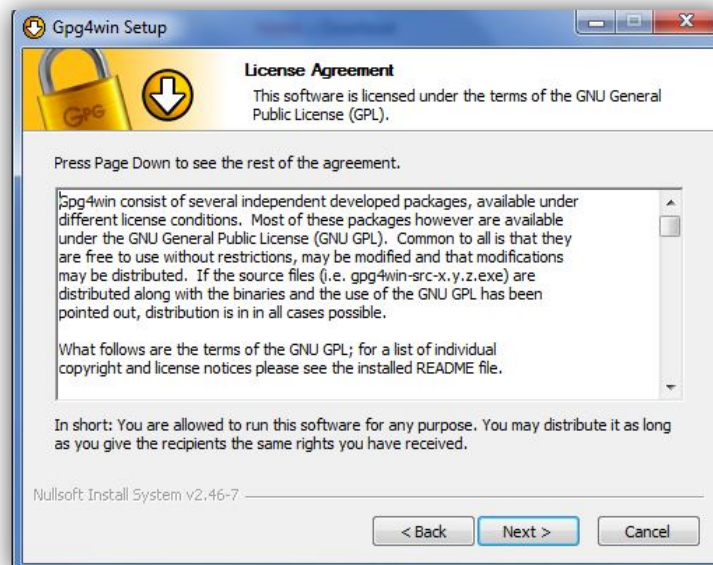 Gpg4win Setup
GPG
License Agreement
This software is licensed under the terms of the GNU General
Public License (GPL).
Press Page Down to see the rest of the agreement.
Gpg4win consist of several independent developed packages, available under
different license conditions.  Most of these packages however are available
under the GNU General Public License (GNU GPL).  Common to all is that they
are free to use without restrictions, may be modified and that modifications
may be distributed.  If the source files (i.e. gpg4win-src-x.y.z.exe) are
distributed along with the binaries and the use of the GNU GPL has been
pointed out, distribution is in in all cases possible.
What follows are the terms of the GNU GPL; for a list of individual
copyright and license notices please see the installed README file.
In short: You are allowed to run this software for any purpose. You may distribute it as long
as you give the recipients the same rights you have received.
Nullsoft Install System v2.46-7
< Back
Next >
Cancel